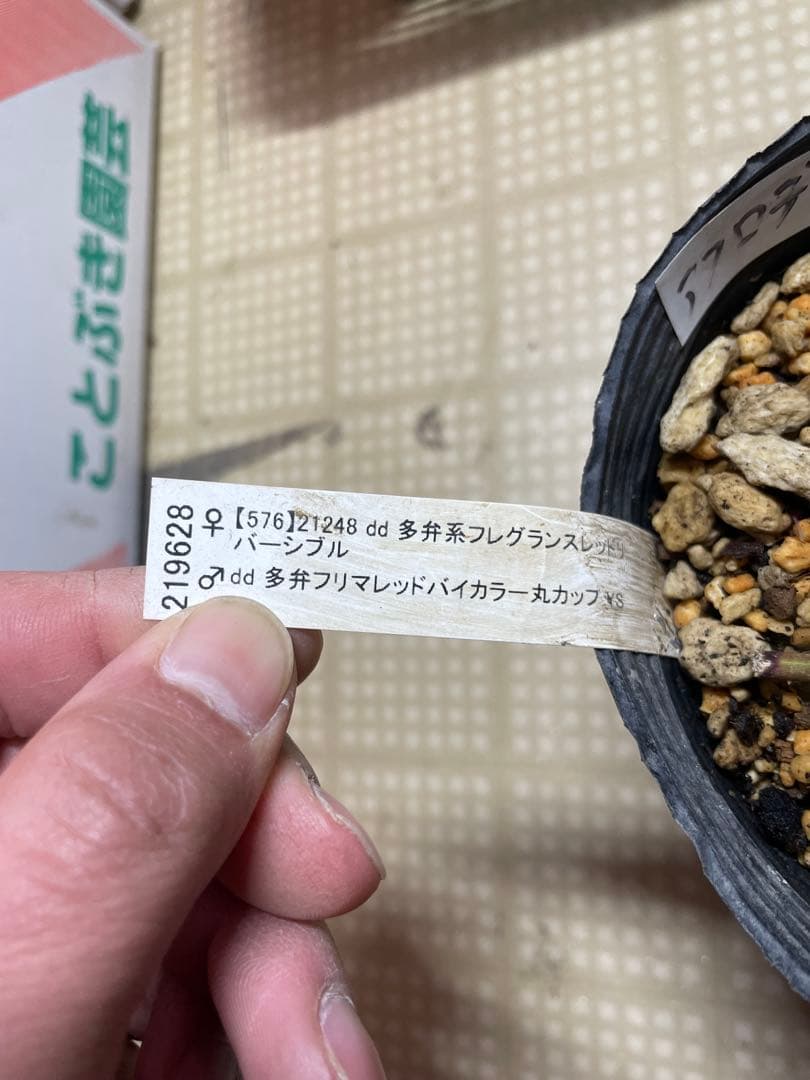 ことぶき園芸
219628
♀【576】21248 dd 多弁系フレグランスレッドリ
バーシブル
♂dd 多弁フリマレッドバイカラー丸カップ VS